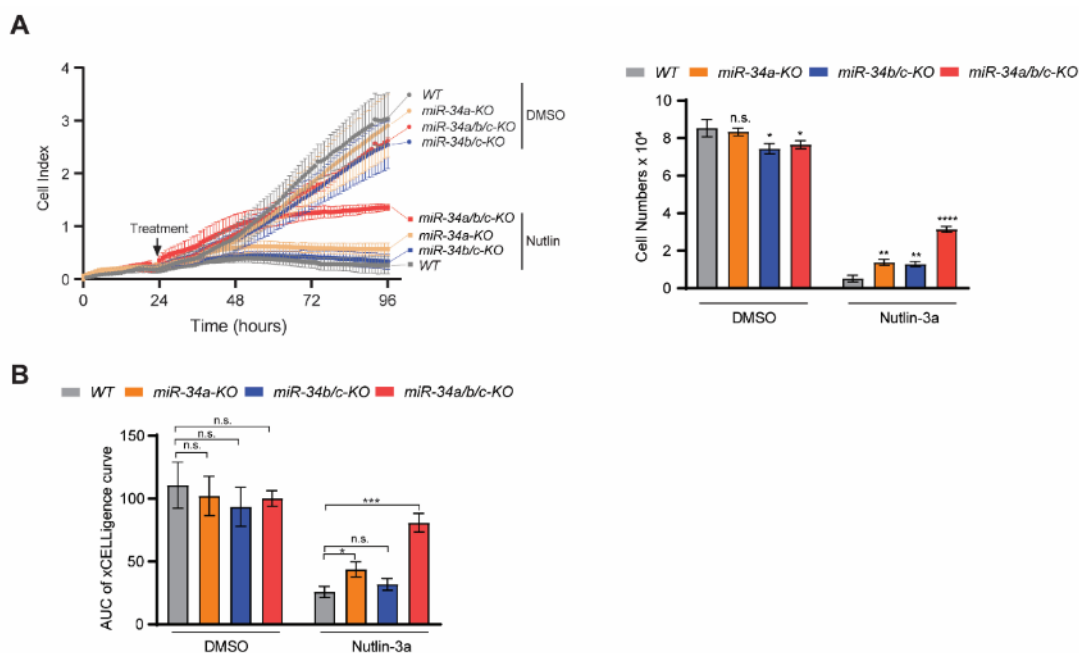 A
4
3
2
1
0
Cell Index
Treatment
0
24
48
72
96
Time (hours)
WT
miR-34a-KO
miR-34a/b/c-KO
miR-34b/c-KO
DMSO
miR-34a/b/c-KO
miR-34a-KO
miR-34b/c-KO
WT
Nutlin
WT miR-34a-KO miR-34b/c-KO miR-34a/b/c-KO
10
8
6
4
2
0
Cell Numbers x 10⁴
n.s.
*
*
**
**
****
DMSO
Nutlin-3a
B
WT miR-34a-KO miR-34b/c-KO miR-34a/b/c-KO
150
100
50
0
AUC of xCELLigence curve
n.s.
n.s.
n.s.
***
n.s.
*
DMSO
Nutlin-3a